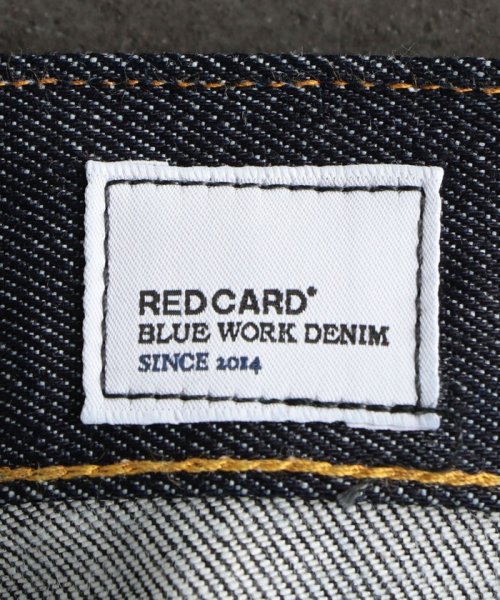 RED CARD*
BLUE WORK DENIM
SINCE 2014